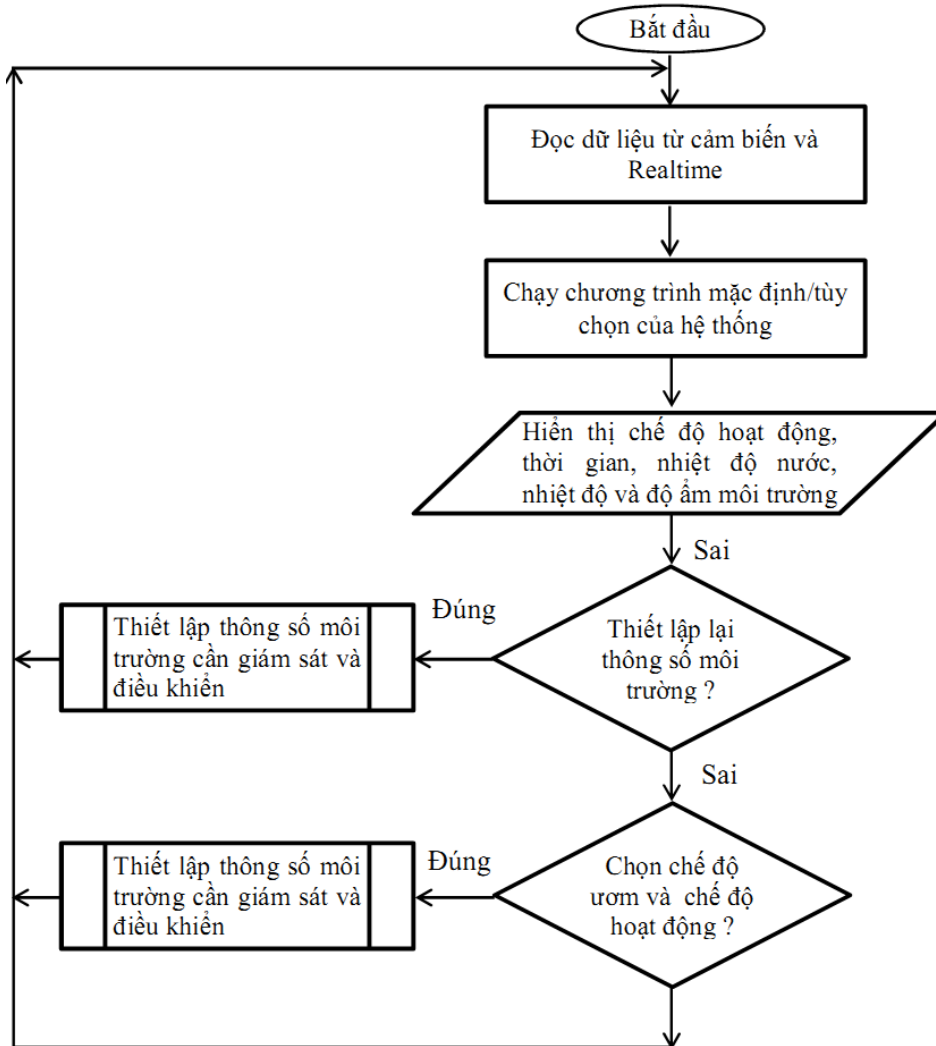 Bắt đầu
Đọc dữ liệu từ cảm biến và
Realtime
Chạy chương trình mặc định/tùy
chọn của hệ thống
Hiển thị chế độ hoạt động,
thời gian, nhiệt độ nước,
nhiệt độ và độ ẩm môi trường
Sai
Thiết lập lại
thông số môi
trường ?
Đúng
Thiết lập thông số môi
trường cần giám sát và
điều khiển
Sai
Chọn chế độ
ươm và chế độ
hoạt động ?
Đúng
Thiết lập thông số môi
trường cần giám sát và
điều khiển